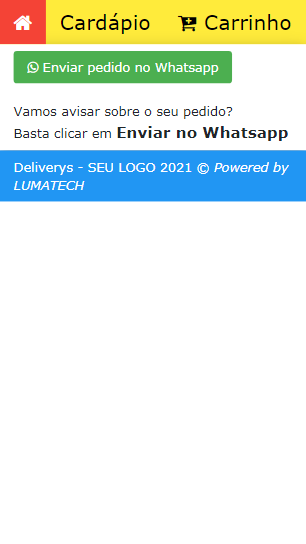 Cardápio Carrinho
Enviar pedido no Whatsapp
Vamos avisar sobre o seu pedido?
Basta clicar em Enviar no Whatsapp
Deliverys - SEU LOGO 2021 © Powered by
LUMATECH